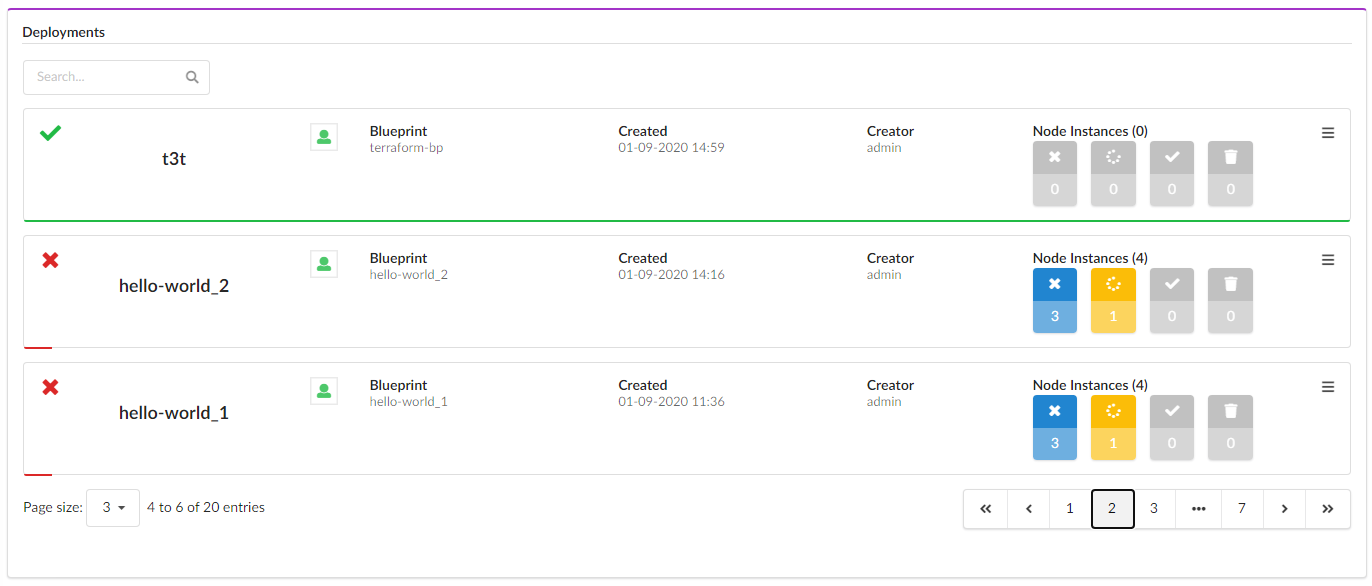 Deployments
Search...
t3t
Blueprint
terraform-bp
Created
01-09-2020 14:59
Creator
admin
Node Instances (0)
0 0 0 0
hello-world_2
Blueprint
hello-world_2
Created
01-09-2020 14:16
Creator
admin
Node Instances (4)
3 1 0 0
hello-world_1
Blueprint
hello-world_1
Created
01-09-2020 11:36
Creator
admin
Node Instances (4)
3 1 0 0
Page size: 3 4 to 6 of 20 entries
« ‹ 1 2 3 ••• 7 › »